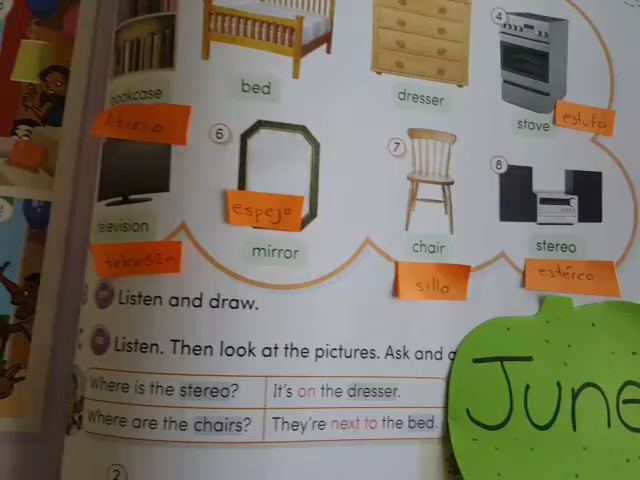 bookcase
bed
dresser
4
stove
estufa
librero
6
espejo
mirror
7
chair
silla
8
stereo
estéreo
television
televisión
Listen and draw.
Listen. Then look at the pictures. Ask and
Where is the stereo? It's on the dresser.
Where are the chairs? They're next to the bed.
June
2